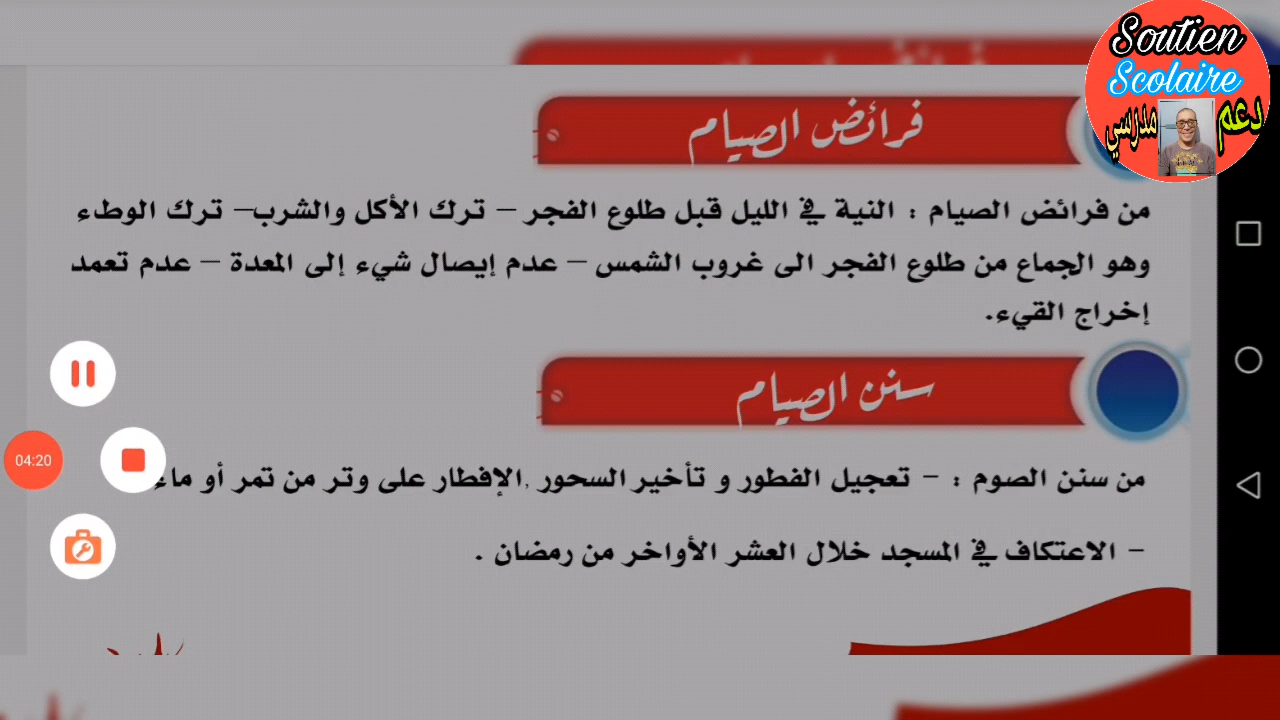 Soutien
Scolaire
دعم مدرسي
فرائض الصيام
من فرائض الصيام : النية في الليل قبل طلوع الفجر – ترك الأكل والشرب– ترك الوطء
وهو الجماع من طلوع الفجر الى غروب الشمس – عدم إيصال شيء إلى المعدة – عدم تعمد
إخراج القيء.
سنن الصيام
من سنن الصوم : – تعجيل الفطور و تأخير السحور ,الإفطار على وتر من تمر أو ماء
04:20
– الاعتكاف في المسجد خلال العشر الأواخر من رمضان .